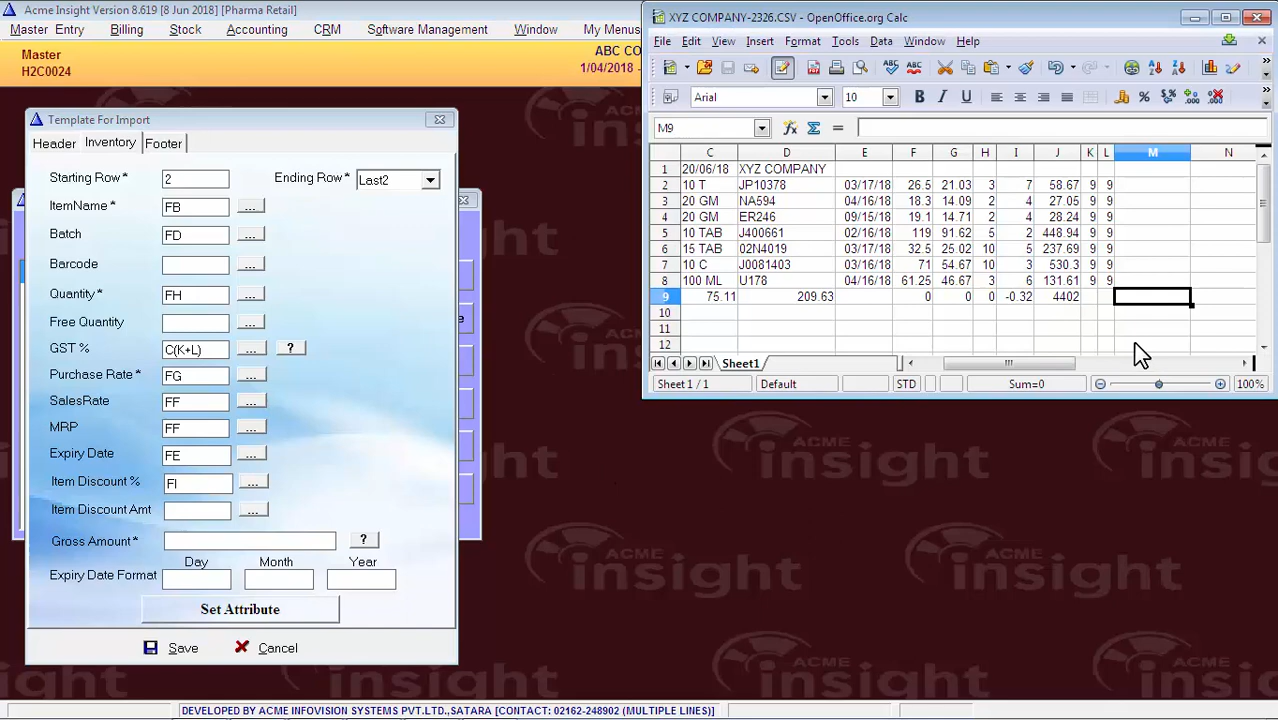 Acme Insight Version 8.619 [8 Jun 2018] [Pharma Retail]
Master Entry Billing Stock Accounting CRM Software Management Window My Menus
Master
H2C0024
ABC CO
1/04/2018 -
Template For Import
Header Inventory Footer
Starting Row * 2 Ending Row * Last2
ItemName * FB ...
Batch FD ...
Barcode ...
Quantity * FH ...
Free Quantity ...
GST % C(K+L) ... ?
Purchase Rate * FG ...
SalesRate FF ...
MRP FF ...
Expiry Date FE ...
Item Discount % FI ...
Item Discount Amt ...
Gross Amount * ?
Day Month Year
Expiry Date Format
Set Attribute
Save Cancel
XYZ COMPANY-2326.CSV - OpenOffice.org Calc
File Edit View Insert Format Tools Data Window Help
Arial 10 B I U
M9
C D E F G H I J K L M N
1 20/06/18 XYZ COMPANY
2 10 T JP10378 03/17/18 26.5 21.03 3 7 58.67 9 9
3 20 GM NA594 04/16/18 18.3 14.09 2 4 27.05 9 9
4 20 GM ER246 09/15/18 19.1 14.71 2 4 28.24 9 9
5 10 TAB J400661 02/16/18 119 91.62 5 2 448.94 9 9
6 15 TAB 02N4019 03/17/18 32.5 25.02 10 5 237.69 9 9
7 10 C J0081403 03/16/18 71 54.67 10 3 530.3 9 9
8 100 ML U178 04/16/18 61.25 46.67 3 6 131.61 9 9
9 75.11 209.63 0 0 0 -0.32 4402
10
11
12
Sheet1
Sheet 1 / 1 Default STD Sum=0 100%
ACME
insight
ACME
insight
ACME
insight
ACME
insight
DEVELOPED BY ACME INFOVISION SYSTEMS PVT.LTD.,SATARA [CONTACT: 02162-248902 (MULTIPLE LINES)]